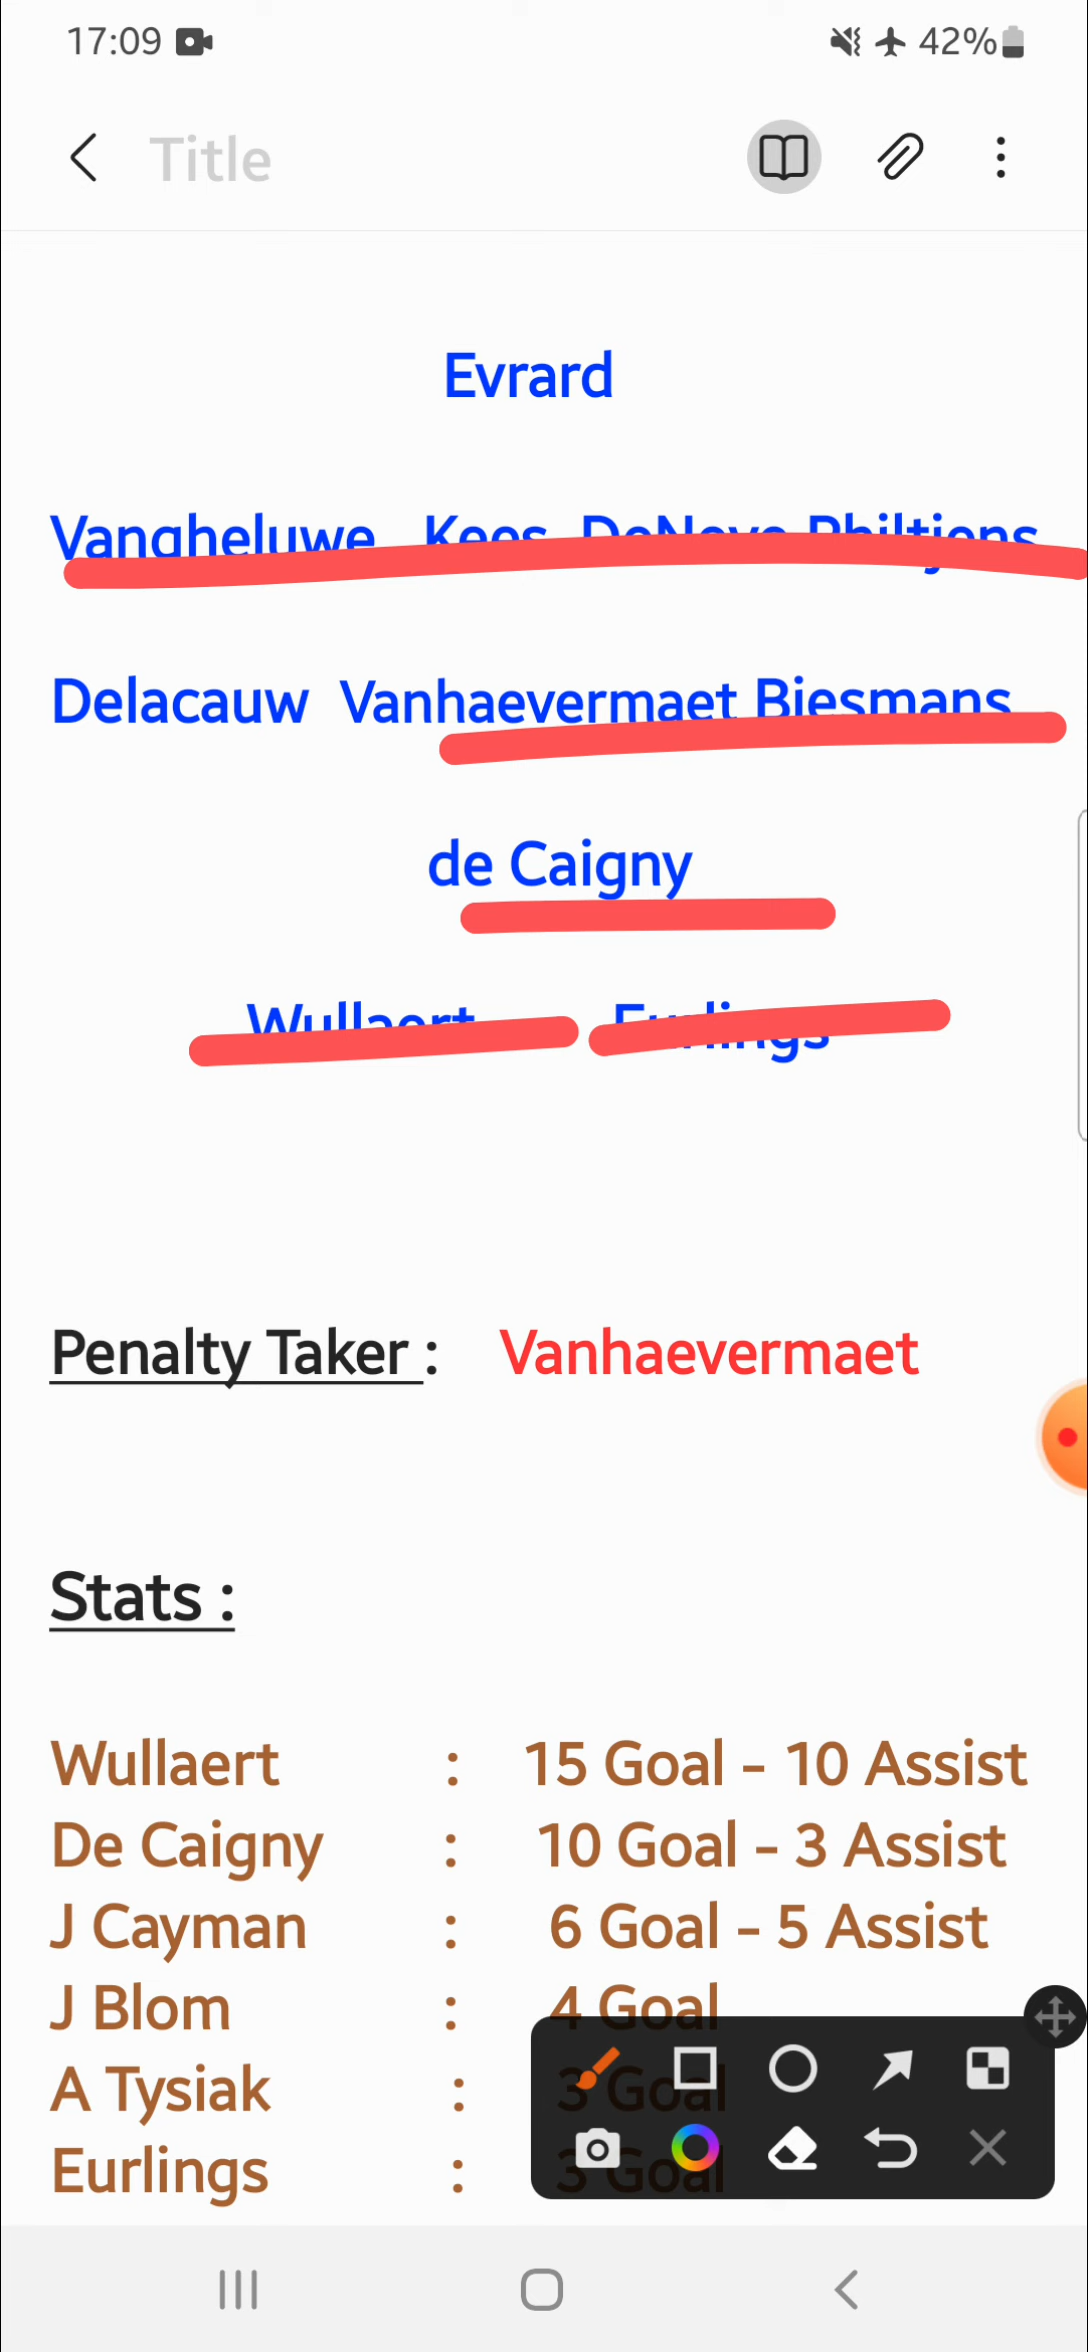 17:09 42%
Title
Evrard
Vangheluwe Kees DeNeve Philtjens
Delacauw Vanhaevermaet Biesmans
de Caigny
Wullaert Eurlings
Penalty Taker : Vanhaevermaet
Stats :
Wullaert : 15 Goal - 10 Assist
De Caigny : 10 Goal - 3 Assist
J Cayman : 6 Goal - 5 Assist
J Blom : 4 Goal
A Tysiak : 3 Goal
Eurlings : 3 Goal